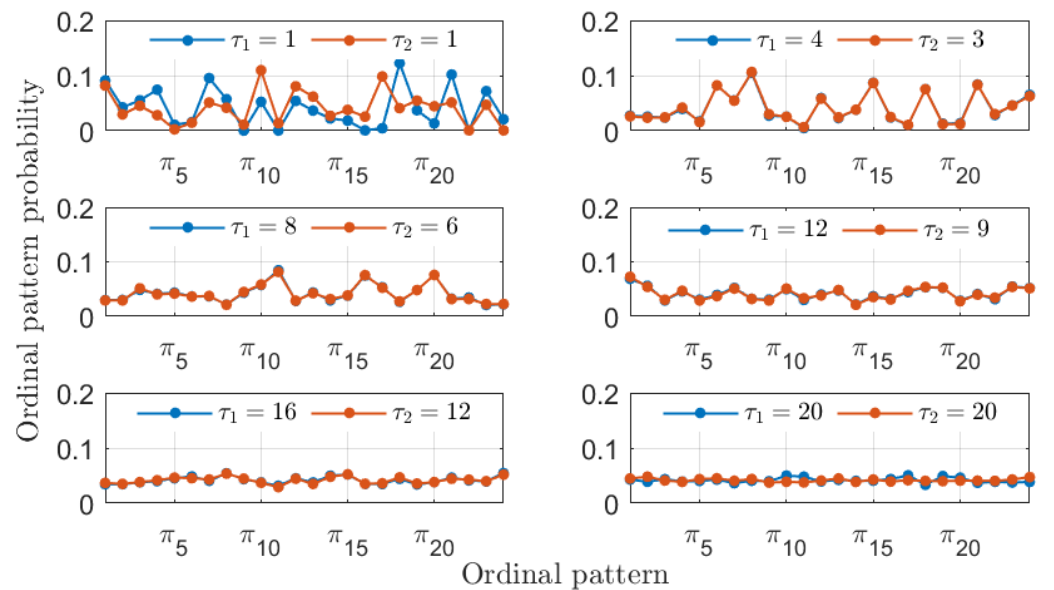 Ordinal pattern probability
0.2
0.1
0
τ1 = 1 τ2 = 1
π5 π10 π15 π20
0.2
0.1
0
τ1 = 4 τ2 = 3
π5 π10 π15 π20
0.2
0.1
0
τ1 = 8 τ2 = 6
π5 π10 π15 π20
0.2
0.1
0
τ1 = 12 τ2 = 9
π5 π10 π15 π20
0.2
0.1
0
τ1 = 16 τ2 = 12
π5 π10 π15 π20
0.2
0.1
0
τ1 = 20 τ2 = 20
π5 π10 π15 π20
Ordinal pattern